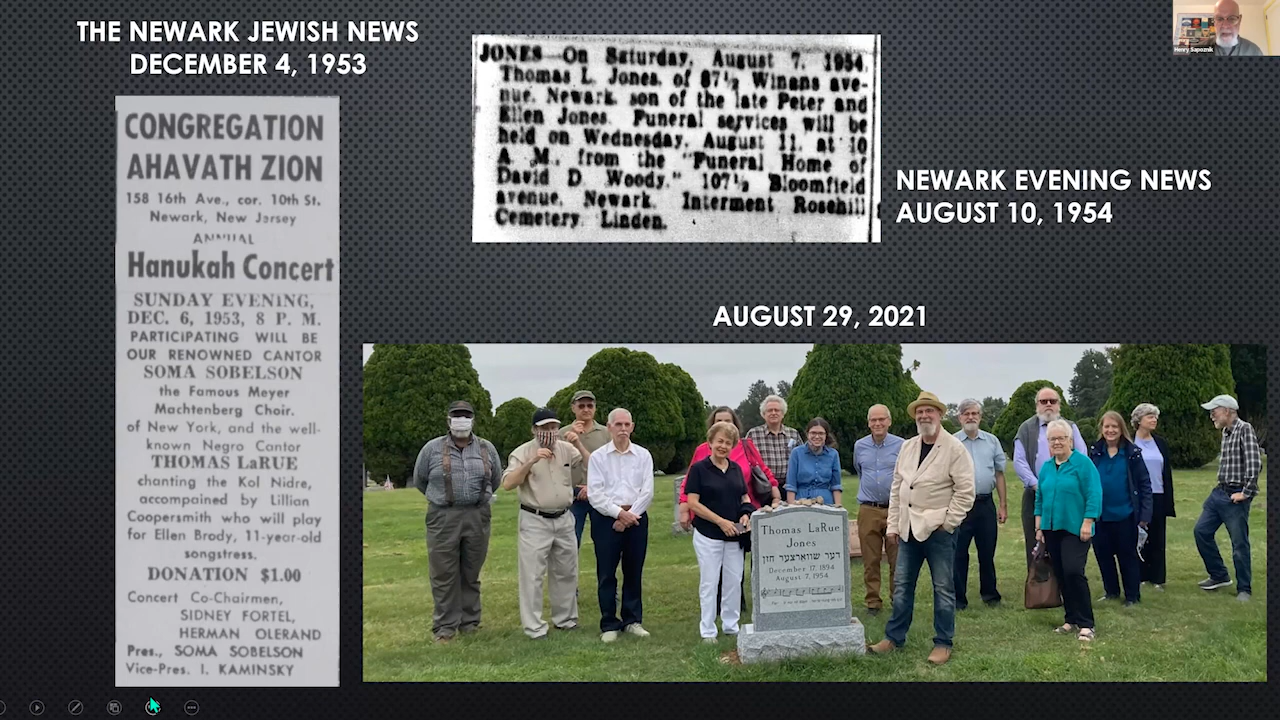 THE NEWARK JEWISH NEWS
DECEMBER 4, 1953
CONGREGATION
AHAVATH ZION
158 16th Ave., cor. 10th St.
Newark, New Jersey
ANNUAL
Hanukah Concert
SUNDAY EVENING,
DEC. 6, 1953, 8 P. M.
PARTICIPATING WILL BE
OUR RENOWNED CANTOR
SOMA SOBELSON
the Famous Meyer
Machtenberg Choir.
of New York, and the well-
known Negro Cantor
THOMAS LaRUE
chanting the Kol Nidre,
accompained by Lillian
Coopersmith who will play
for Ellen Brody, 11-year-old
songstress.
DONATION $1.00
Concert Co-Chairmen,
SIDNEY FORTEL,
HERMAN OLERAND
Pres., SOMA SOBELSON
Vice-Pres. I. KAMINSKY
JONES On Saturday, August 7, 1954,
Thomas L. Jones, of 87½ Winans ave-
nue, Newark, son of the late Peter and
Ellen Jones. Funeral services will be
held on Wednesday, August 11, at 10
A. M., from the "Funeral Home of
David D Woody." 107½ Bloomfield
avenue, Newark. Interment Rosehill
Cemetery, Linden.
NEWARK EVENING NEWS
AUGUST 10, 1954
AUGUST 29, 2021
Thomas LaRue
Jones
דער שווארצער חזן
December 17 1894
August 7, 1954
Henry Sapoznik